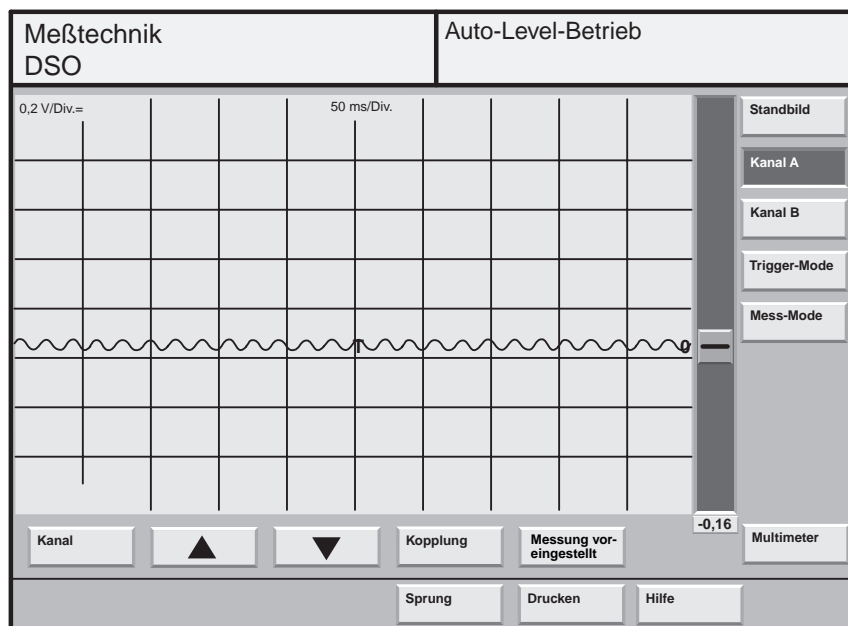 Meßtechnik
DSO
Auto-Level-Betrieb
0,2 V/Div.=
50 ms/Div.
Standbild
Kanal A
Kanal B
Trigger-Mode
Mess-Mode
T
0
-0,16
Kanal
Kopplung
Messung vor-
eingestellt
Multimeter
Sprung
Drucken
Hilfe